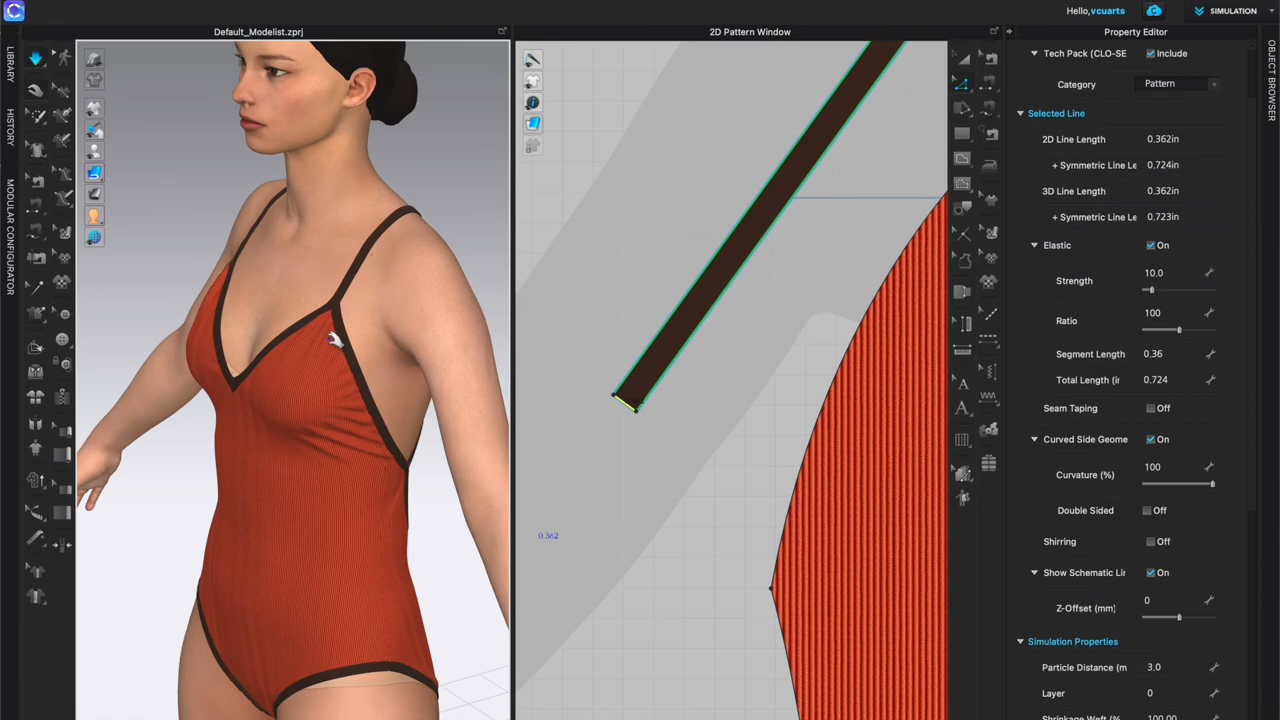 Hello,vcuarts
SIMULATION
Default_Modelist.zprj
2D Pattern Window
Property Editor
LIBRARY
HISTORY
MODULAR CONFIGURATOR
OBJECT BROWSER
Tech Pack (CLO-SE
Include
Category
Pattern
Selected Line
2D Line Length
0.362in
+ Symmetric Line Le
0.724in
3D Line Length
0.362in
+ Symmetric Line Le
0.723in
Elastic
On
Strength
10.0
Ratio
100
Segment Length
0.36
Total Length (ir
0.724
Seam Taping
Off
Curved Side Geome
On
Curvature (%)
100
Double Sided
Off
Shirring
Off
Show Schematic Lir
On
Z-Offset (mm)
0
Simulation Properties
Particle Distance (m
3.0
Layer
0
Shrinkage Weft (%
100.00
0.362